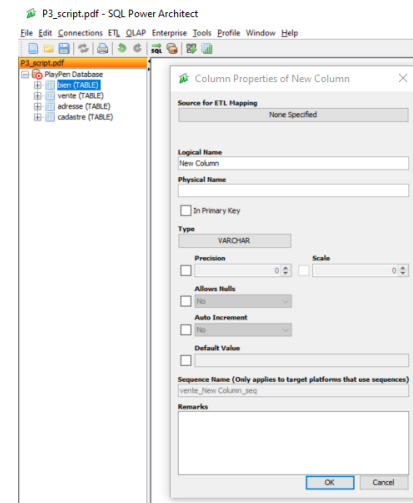 P3_script.pdf - SQL Power Architect
File Edit Connections ETL OLAP Enterprise Tools Profile Window Help
SQL
P3_script.pdf
PlayPen Database
bien (TABLE)
vente (TABLE)
adresse (TABLE)
cadastre (TABLE)
Column Properties of New Column
Source for ETL Mapping
None Specified
Logical Name
New Column
Physical Name
In Primary Key
Type
VARCHAR
Precision Scale
0 0
Allows Nulls
No
Auto Increment
No
Default Value
Sequence Name (Only applies to target platforms that use sequences)
vente_New Column_seq
Remarks
OK Cancel